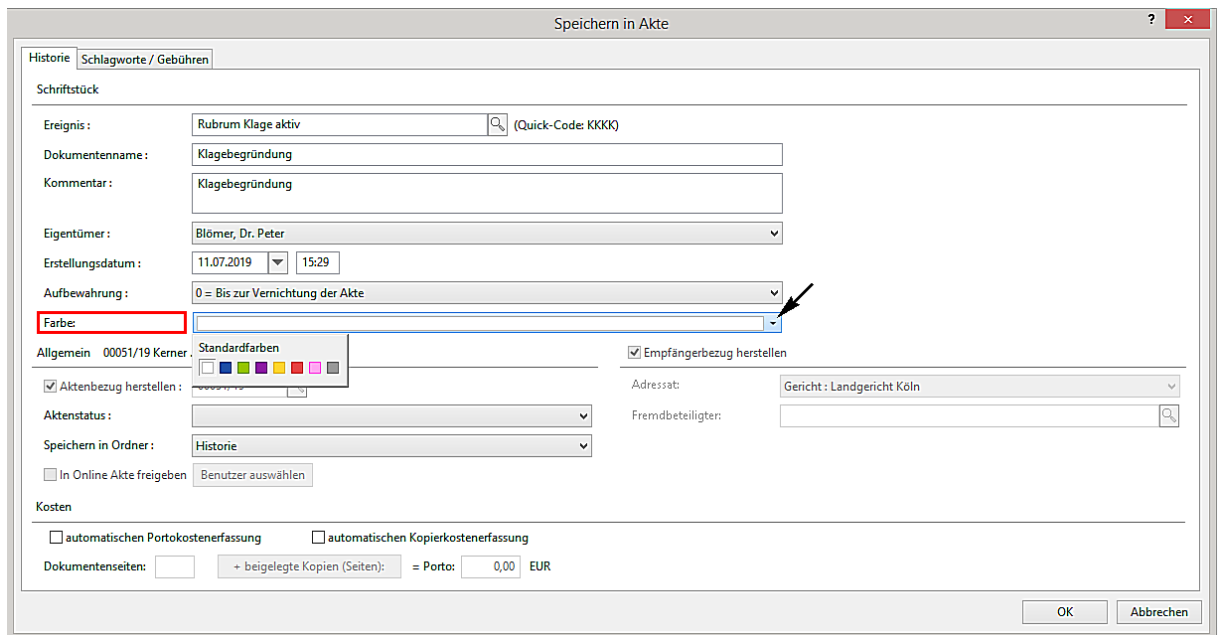 Speichern in Akte ?
Historie Schlagworte / Gebühren
Schriftstück
Ereignis : Rubrum Klage aktiv (Quick-Code: KKKK)
Dokumentenname : Klagebegründung
Kommentar : Klagebegründung
Eigentümer : Blömer, Dr. Peter
Erstellungsdatum : 11.07.2019 15:29
Aufbewahrung : 0 = Bis zur Vernichtung der Akte
Farbe:
Standardfarben
Allgemein 00051/19 Kerner Empfängerbezug herstellen
Aktenbezug herstellen : Adressat: Gericht : Landgericht Köln
Aktenstatus : Fremdbeteiligter:
Speichern in Ordner : Historie
In Online Akte freigeben Benutzer auswählen
Kosten
automatischen Portokostenerfassung automatischen Kopierkostenerfassung
Dokumentenseiten: + beigelegte Kopien (Seiten): = Porto: 0,00 EUR
OK Abbrechen